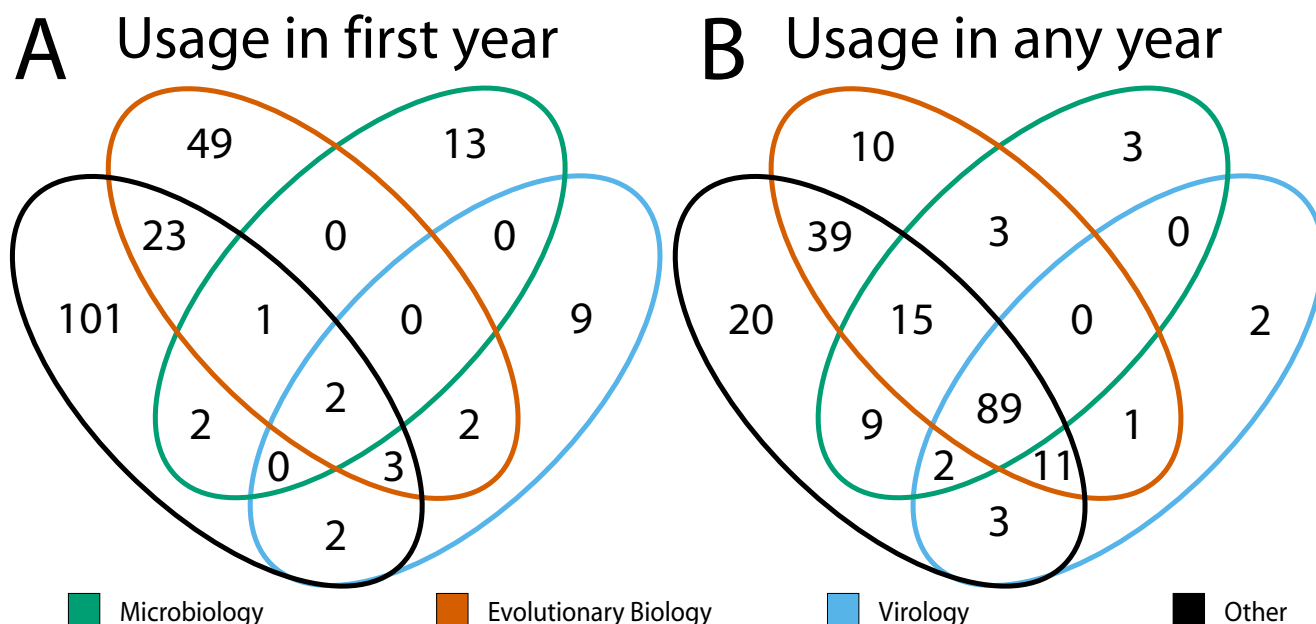 A Usage in first year B Usage in any year
49 13 10 3
23 0 0 39 3 0
101 1 0 9 20 15 0 2
2 2 2 9 89 1
0 3 2 11
2 3
Microbiology Evolutionary Biology Virology Other